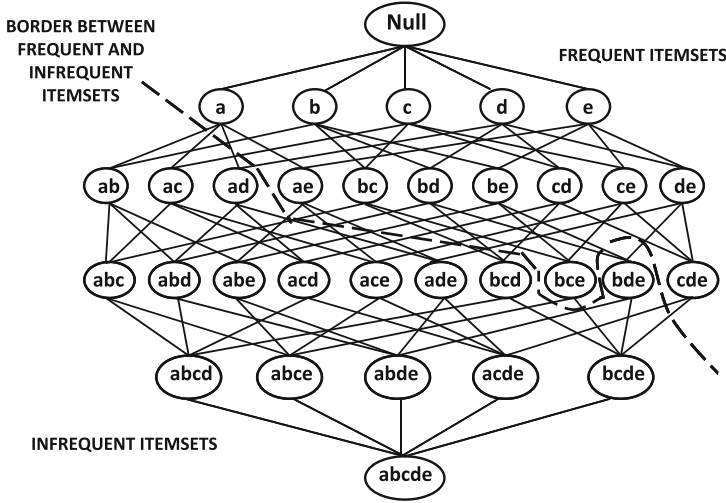 Null
BORDER BETWEEN
FREQUENT AND
INFREQUENT
ITEMSETS
FREQUENT ITEMSETS
a b c d e
ab ac ad ae bc bd be cd ce de
abc abd abe acd ace ade bcd bce bde cde
abcd abce abde acde bcde
INFREQUENT ITEMSETS
abcde